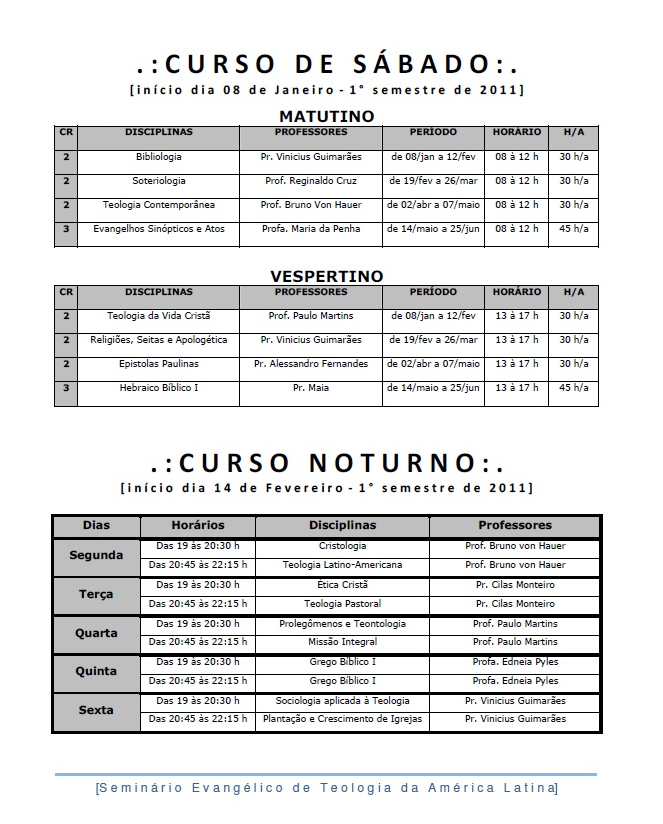 .:CURSO DE SÁBADO:.
[início dia 08 de Janeiro - 1° semestre de 2011]
MATUTINO
CR DISCIPLINAS PROFESSORES PERÍODO HORÁRIO H/A
2 Bibliologia Pr. Vinicius Guimarães de 08/jan a 12/fev 08 à 12 h 30 h/a
2 Soteriologia Prof. Reginaldo Cruz de 19/fev a 26/mar 08 à 12 h 30 h/a
2 Teologia Contemporânea Prof. Bruno Von Hauer de 02/abr a 07/maio 08 à 12 h 30 h/a
3 Evangelhos Sinópticos e Atos Profa. Maria da Penha de 14/maio a 25/jun 08 à 12 h 45 h/a
VESPERTINO
CR DISCIPLINAS PROFESSORES PERÍODO HORÁRIO H/A
2 Teologia da Vida Cristã Prof. Paulo Martins de 08/jan a 12/fev 13 à 17 h 30 h/a
2 Religiões, Seitas e Apologética Pr. Vinicius Guimarães de 19/fev a 26/mar 13 à 17 h 30 h/a
2 Epistolas Paulinas Pr. Alessandro Fernandes de 02/abr a 07/maio 13 à 17 h 30 h/a
3 Hebraico Bíblico I Pr. Maia de 14/maio a 25/jun 13 à 17 h 45 h/a
.:CURSO NOTURNO:.
[início dia 14 de Fevereiro - 1° semestre de 2011]
Dias Horários Disciplinas Professores
Segunda Das 19 às 20:30 h Cristologia Prof. Bruno von Hauer
Das 20:45 às 22:15 h Teologia Latino-Americana Prof. Bruno von Hauer
Terça Das 19 às 20:30 h Ética Cristã Pr. Cilas Monteiro
Das 20:45 às 22:15 h Teologia Pastoral Pr. Cilas Monteiro
Quarta Das 19 às 20:30 h Prolegômenos e Teontologia Prof. Paulo Martins
Das 20:45 às 22:15 h Missão Integral Prof. Paulo Martins
Quinta Das 19 às 20:30 h Grego Bíblico I Profa. Edneia Pyles
Das 20:45 às 22:15 h Grego Bíblico I Profa. Edneia Pyles
Sexta Das 19 às 20:30 h Sociologia aplicada à Teologia Pr. Vinicius Guimarães
Das 20:45 às 22:15 h Plantação e Crescimento de Igrejas Pr. Vinicius Guimarães
[Seminário Evangélico de Teologia da América Latina]